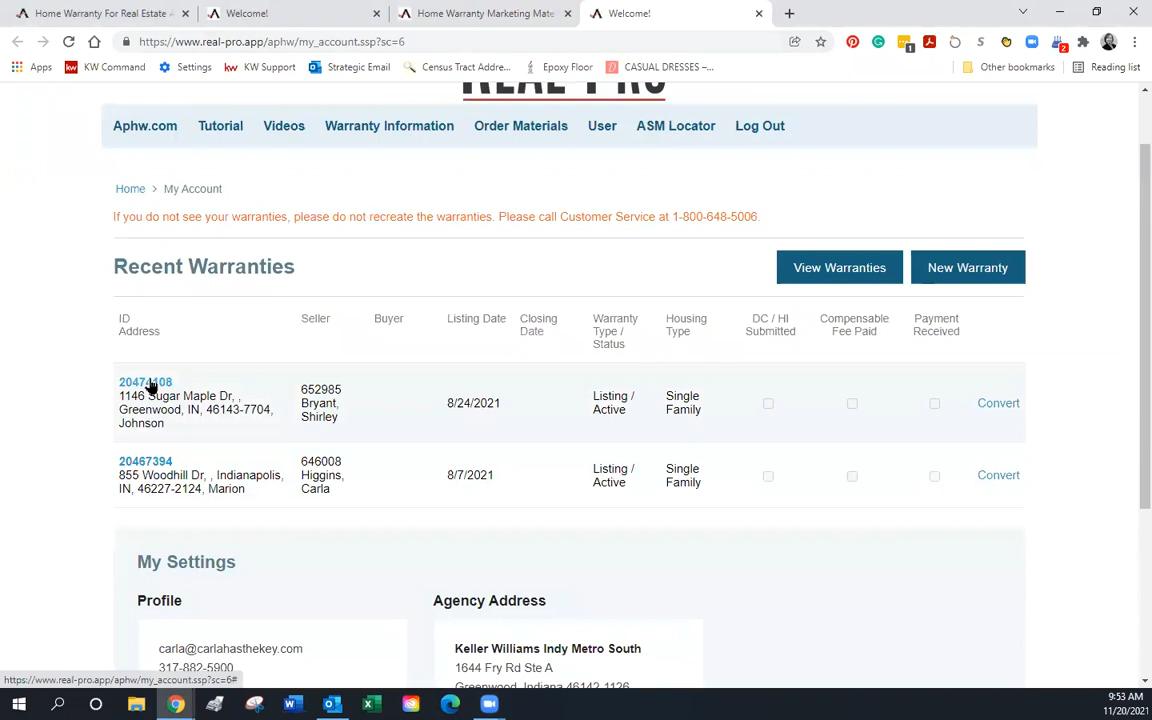 Home Warranty For Real Estate
Welcome!
Home Warranty Marketing Mate
Welcome!
https://www.real-pro.app/aphw/my_account.ssp?sc=6
Apps
KW Command
Settings
KW Support
Strategic Email
Census Tract Addre...
Epoxy Floor
CASUAL DRESSES –...
Other bookmarks
Reading list
REAL-PRO
Aphw.com Tutorial Videos Warranty Information Order Materials User ASM Locator Log Out
Home > My Account
If you do not see your warranties, please do not recreate the warranties. Please call Customer Service at 1-800-648-5006.
Recent Warranties
View Warranties
New Warranty
ID
Address
Seller
Buyer
Listing Date
Closing
Date
Warranty
Type /
Status
Housing
Type
DC / HI
Submitted
Compensable
Fee Paid
Payment
Received
1146 Sugar Maple Dr, ,
Greenwood, IN, 46143-7704,
Johnson
652985
Bryant,
Shirley
8/24/2021
Listing /
Active
Single
Family
Convert
20467394
855 Woodhill Dr, , Indianapolis,
IN, 46227-2124, Marion
646008
Higgins,
Carla
8/7/2021
Listing /
Active
Single
Family
Convert
My Settings
Profile
Agency Address
carla@carlahasthekey.com
317-882-5900
Keller Williams Indy Metro South
1644 Fry Rd Ste A
Greenwood, Indiana 46142-1126
https://www.real-pro.app/aphw/my_account.ssp?sc=6#
9:53 AM
11/20/2021